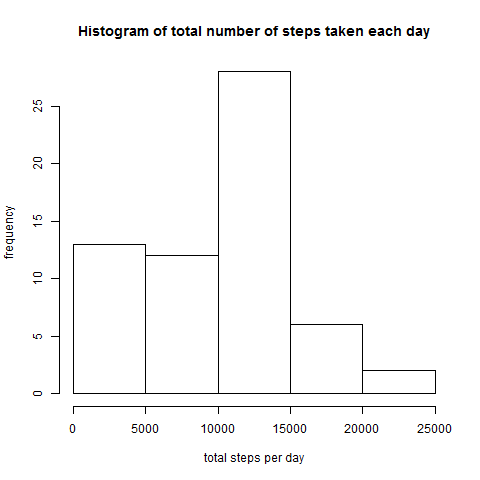 Histogram of total number of steps taken each day
frequency
25
20
15
10
5
0
0 5000 10000 15000 20000 25000
total steps per day